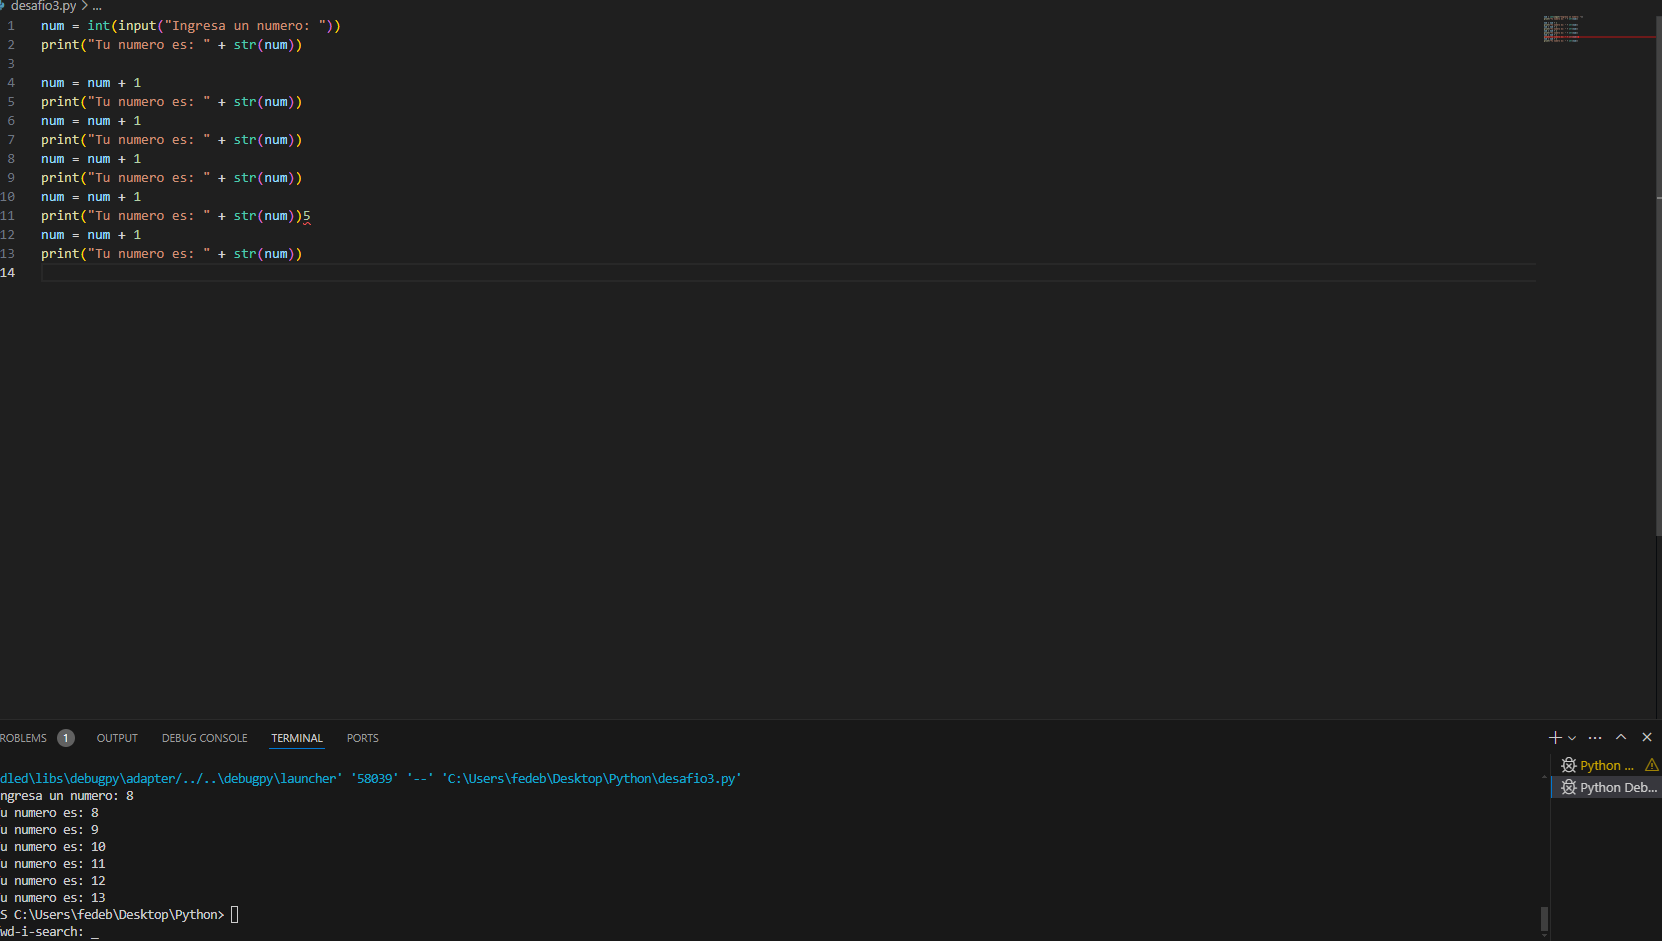 desafio3.py > ...
1 num = int(input("Ingresa un numero: "))
2 print("Tu numero es: " + str(num))
3
4 num = num + 1
5 print("Tu numero es: " + str(num))
6 num = num + 1
7 print("Tu numero es: " + str(num))
8 num = num + 1
9 print("Tu numero es: " + str(num))
10 num = num + 1
11 print("Tu numero es: " + str(num))5
12 num = num + 1
13 print("Tu numero es: " + str(num))
14
ROBLEMS 1 OUTPUT DEBUG CONSOLE TERMINAL PORTS
dled\libs\debugpy\adapter/../..\debugpy\launcher' '58039' '--' 'C:\Users\fedeb\Desktop\Python\desafio3.py'
ngresa un numero: 8
u numero es: 8
u numero es: 9
u numero es: 10
u numero es: 11
u numero es: 12
u numero es: 13
S C:\Users\fedeb\Desktop\Python>
wd-i-search: _
Python ...
Python Deb...